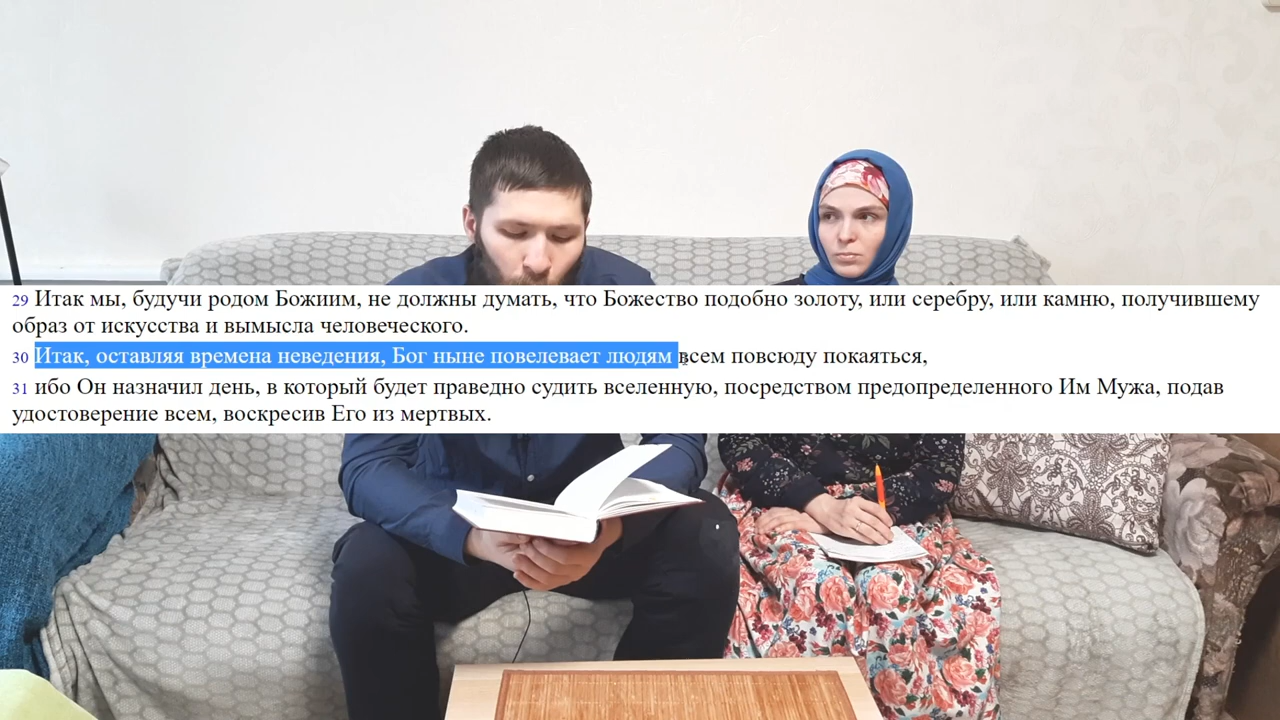 29 Итак мы, будучи родом Божиим, не должны думать, что Божество подобно золоту, или серебру, или камню, получившему
образ от искусства и вымысла человеческого.
30 Итак, оставляя времена неведения, Бог ныне повелевает людям всем повсюду покаяться,
31 ибо Он назначил день, в который будет праведно судить вселенную, посредством предопределенного Им Мужа, подав
удостоверение всем, воскресив Его из мертвых.